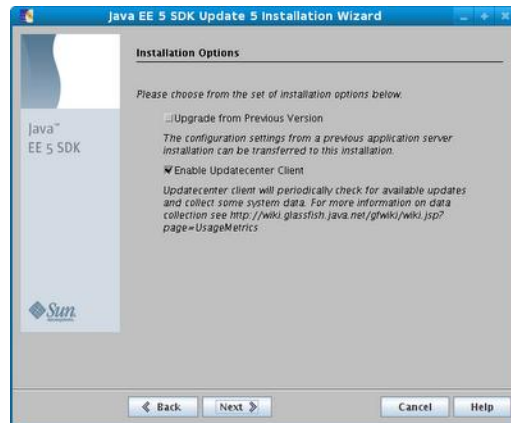 Java EE 5 SDK Update 5 Installation Wizard
Installation Options
Please choose from the set of installation options below.
Upgrade from Previous Version
The configuration settings from a previous application server
installation can be transferred to this installation.
Enable Updatecenter Client
Updatecenter client will periodically check for available updates
and collect some system data. For more information on data
collection see http://wiki.glassfish.java.net/gfwiki/wiki.jsp?
page=UsageMetrics
Java™
EE 5 SDK
Sun
Back Next Cancel Help